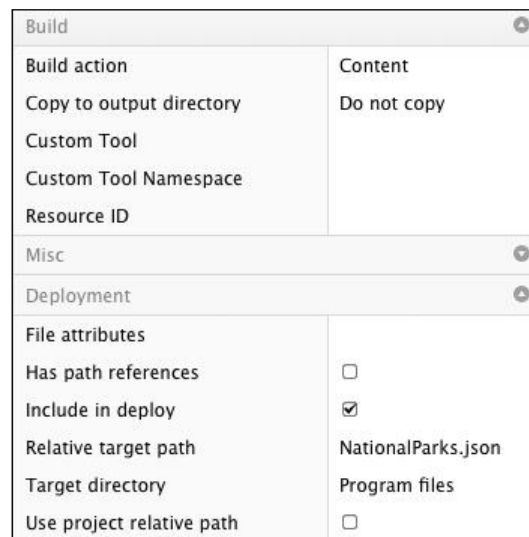 Build
Build action Content
Copy to output directory Do not copy
Custom Tool
Custom Tool Namespace
Resource ID
Misc
Deployment
File attributes
Has path references
Include in deploy
Relative target path NationalParks.json
Target directory Program files
Use project relative path